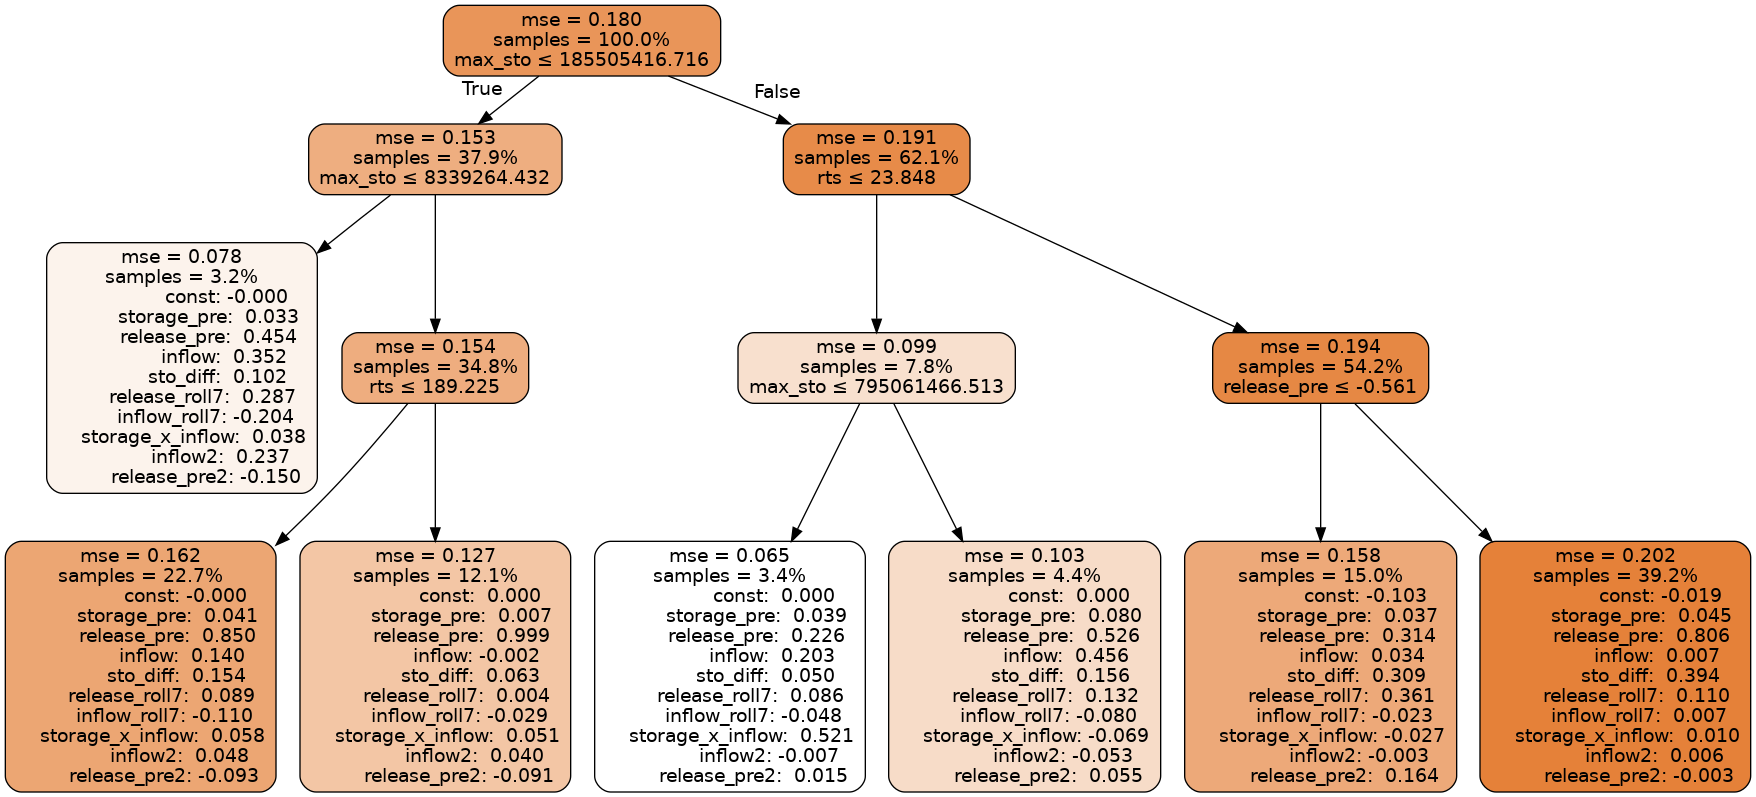 mse = 0.180
samples = 100.0%
max_sto ≤ 185505416.716
True
False
mse = 0.153
samples = 37.9%
max_sto ≤ 8339264.432
mse = 0.191
samples = 62.1%
rts ≤ 23.848
mse = 0.078
samples = 3.2%
const: -0.000
storage_pre:  0.033
release_pre:  0.454
inflow:  0.352
sto_diff:  0.102
release_roll7:  0.287
inflow_roll7: -0.204
storage_x_inflow:  0.038
inflow2:  0.237
release_pre2: -0.150
mse = 0.154
samples = 34.8%
rts ≤ 189.225
mse = 0.099
samples = 7.8%
max_sto ≤ 795061466.513
mse = 0.194
samples = 54.2%
release_pre ≤ -0.561
mse = 0.162
samples = 22.7%
const: -0.000
storage_pre:  0.041
release_pre:  0.850
inflow:  0.140
sto_diff:  0.154
release_roll7:  0.089
inflow_roll7: -0.110
storage_x_inflow:  0.058
inflow2:  0.048
release_pre2: -0.093
mse = 0.127
samples = 12.1%
const:  0.000
storage_pre:  0.007
release_pre:  0.999
inflow: -0.002
sto_diff:  0.063
release_roll7:  0.004
inflow_roll7: -0.029
storage_x_inflow:  0.051
inflow2:  0.040
release_pre2: -0.091
mse = 0.065
samples = 3.4%
const:  0.000
storage_pre:  0.039
release_pre:  0.226
inflow:  0.203
sto_diff:  0.050
release_roll7:  0.086
inflow_roll7: -0.048
storage_x_inflow:  0.521
inflow2: -0.007
release_pre2:  0.015
mse = 0.103
samples = 4.4%
const:  0.000
storage_pre:  0.080
release_pre:  0.526
inflow:  0.456
sto_diff:  0.156
release_roll7:  0.132
inflow_roll7: -0.080
storage_x_inflow: -0.069
inflow2: -0.053
release_pre2:  0.055
mse = 0.158
samples = 15.0%
const: -0.103
storage_pre:  0.037
release_pre:  0.314
inflow:  0.034
sto_diff:  0.309
release_roll7:  0.361
inflow_roll7: -0.023
storage_x_inflow: -0.027
inflow2: -0.003
release_pre2:  0.164
mse = 0.202
samples = 39.2%
const: -0.019
storage_pre:  0.045
release_pre:  0.806
inflow:  0.007
sto_diff:  0.394
release_roll7:  0.110
inflow_roll7:  0.007
storage_x_inflow:  0.010
inflow2:  0.006
release_pre2: -0.003